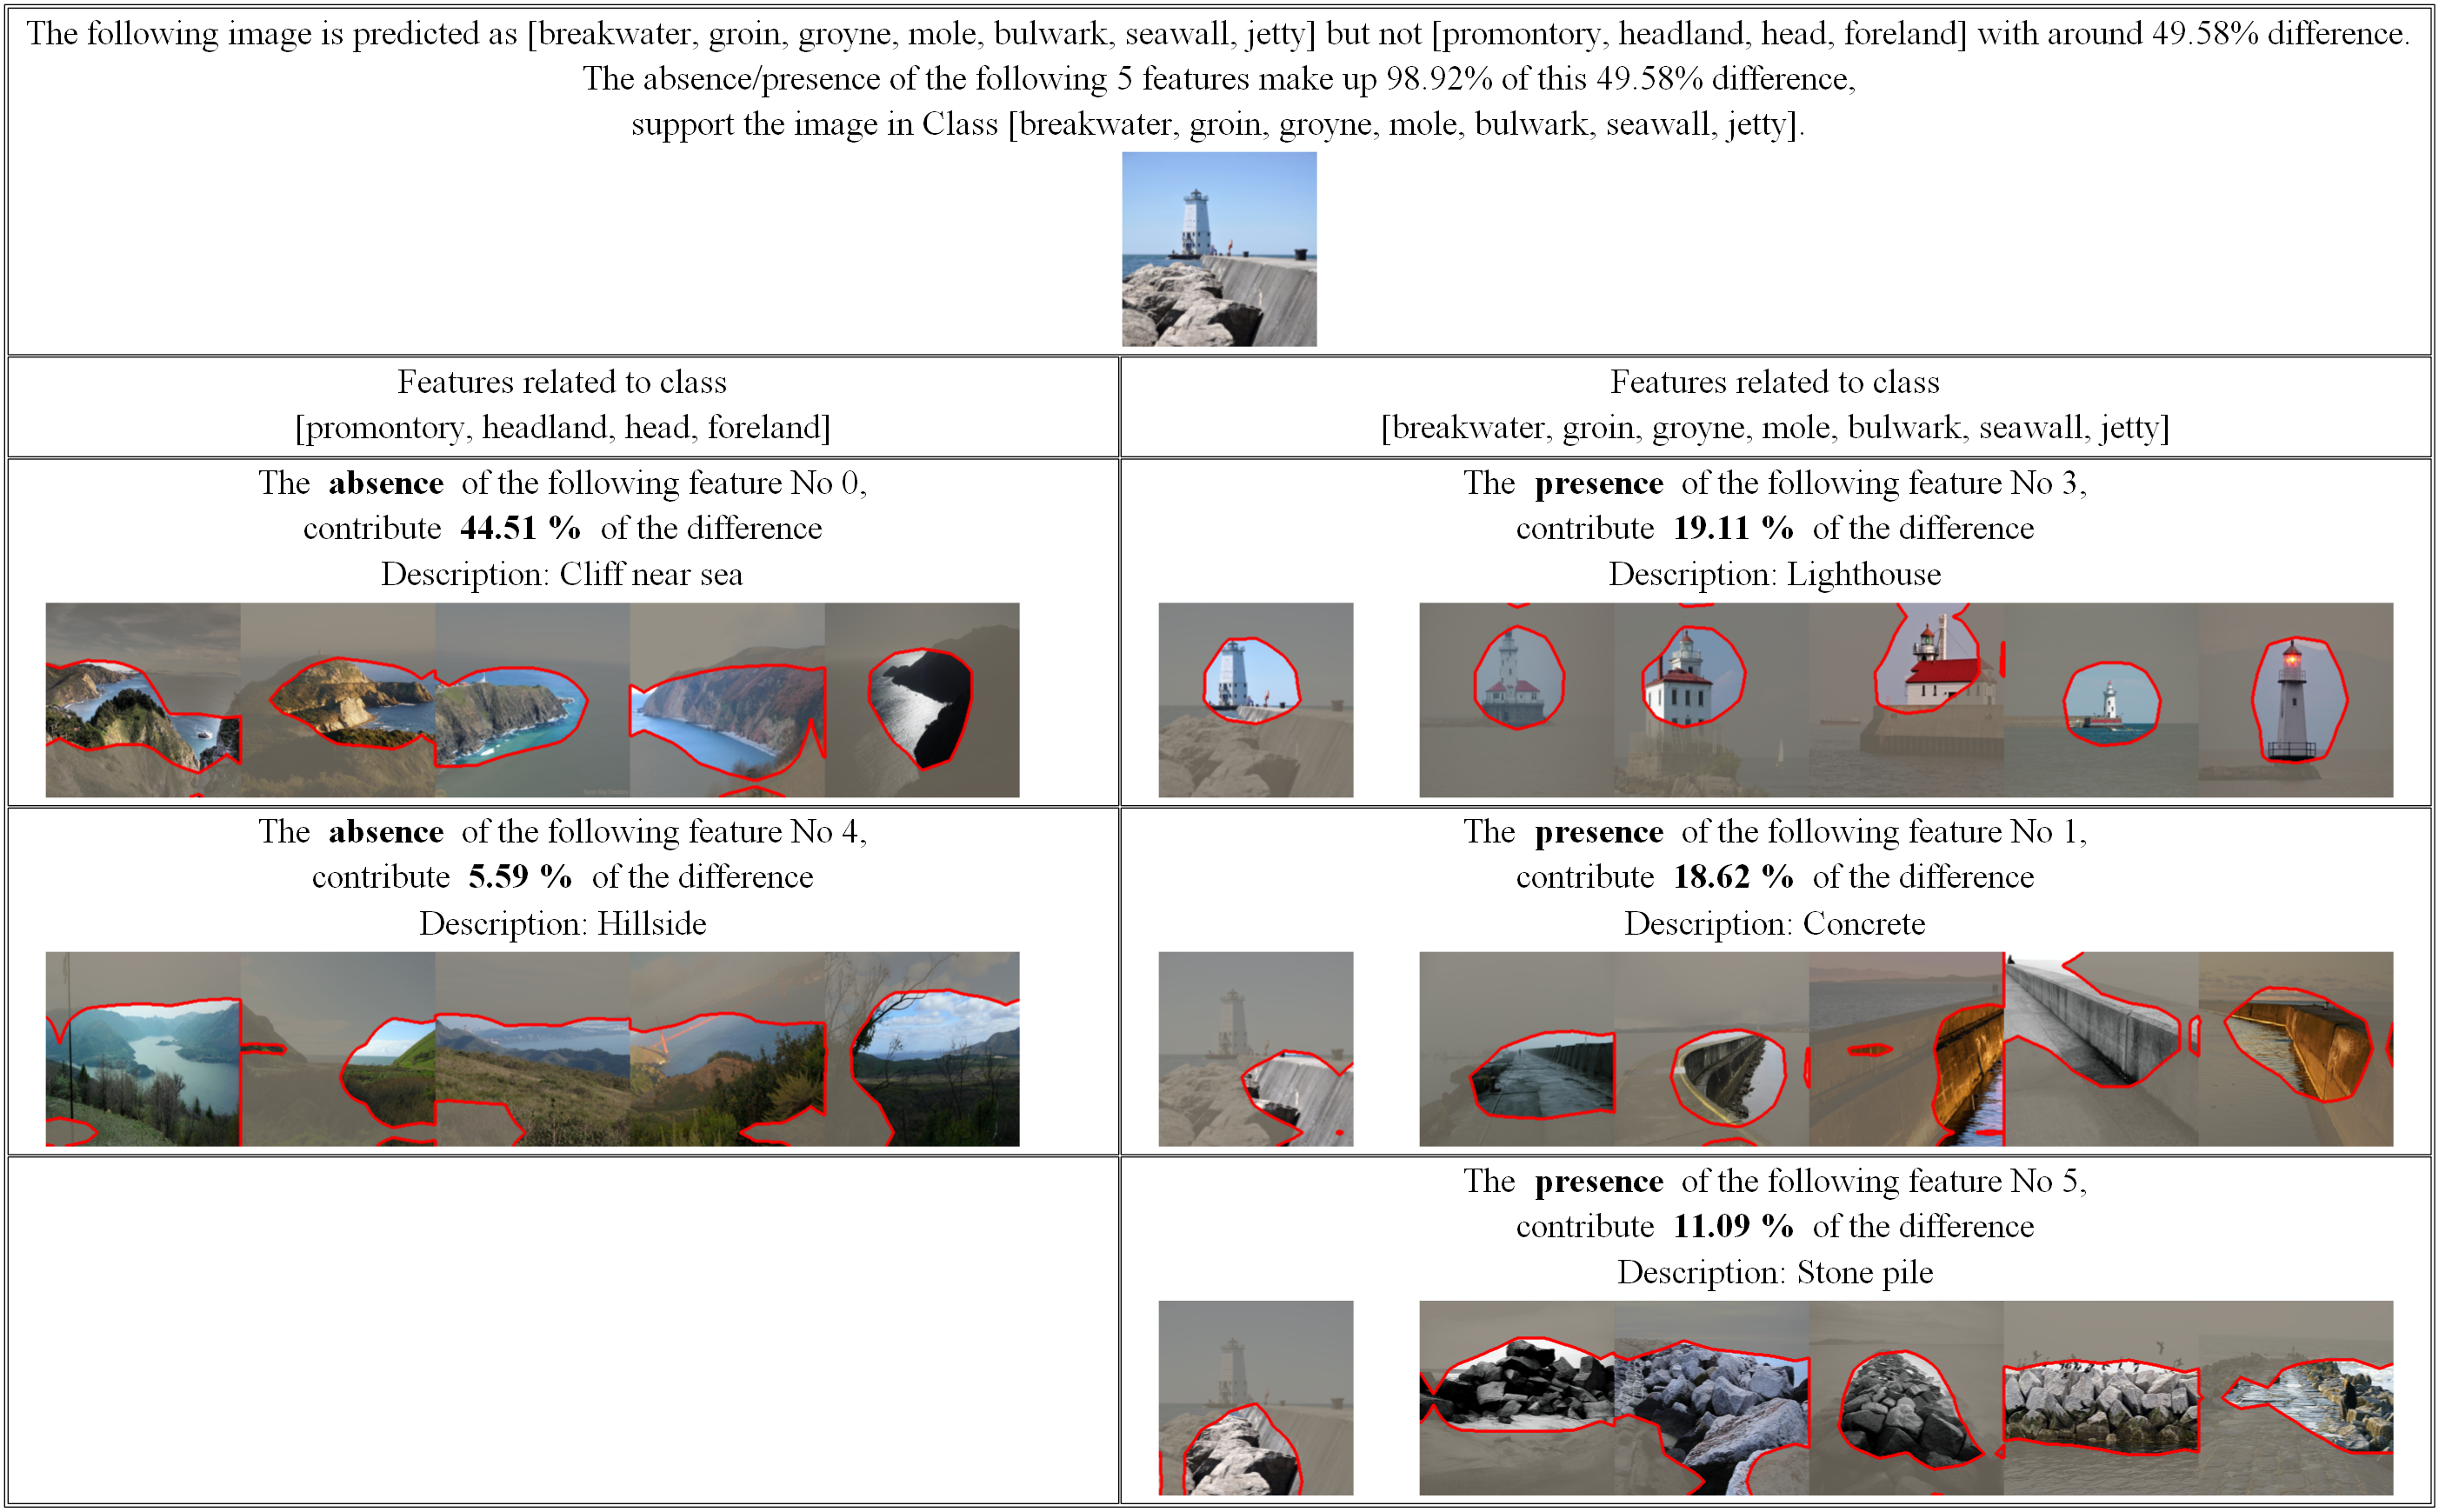 The following image is predicted as [breakwater, groin, groyne, mole, bulwark, seawall, jetty] but not [promontory, headland, head, foreland] with around 49.58% difference.
The absence/presence of the following 5 features make up 98.92% of this 49.58% difference,
support the image in Class [breakwater, groin, groyne, mole, bulwark, seawall, jetty].
Features related to class
[promontory, headland, head, foreland]
Features related to class
[breakwater, groin, groyne, mole, bulwark, seawall, jetty]
The absence of the following feature No 0,
contribute 44.51 % of the difference
Description: Cliff near sea
The presence of the following feature No 3,
contribute 19.11 % of the difference
Description: Lighthouse
The absence of the following feature No 4,
contribute 5.59 % of the difference
Description: Hillside
The presence of the following feature No 1,
contribute 18.62 % of the difference
Description: Concrete
The presence of the following feature No 5,
contribute 11.09 % of the difference
Description: Stone pile